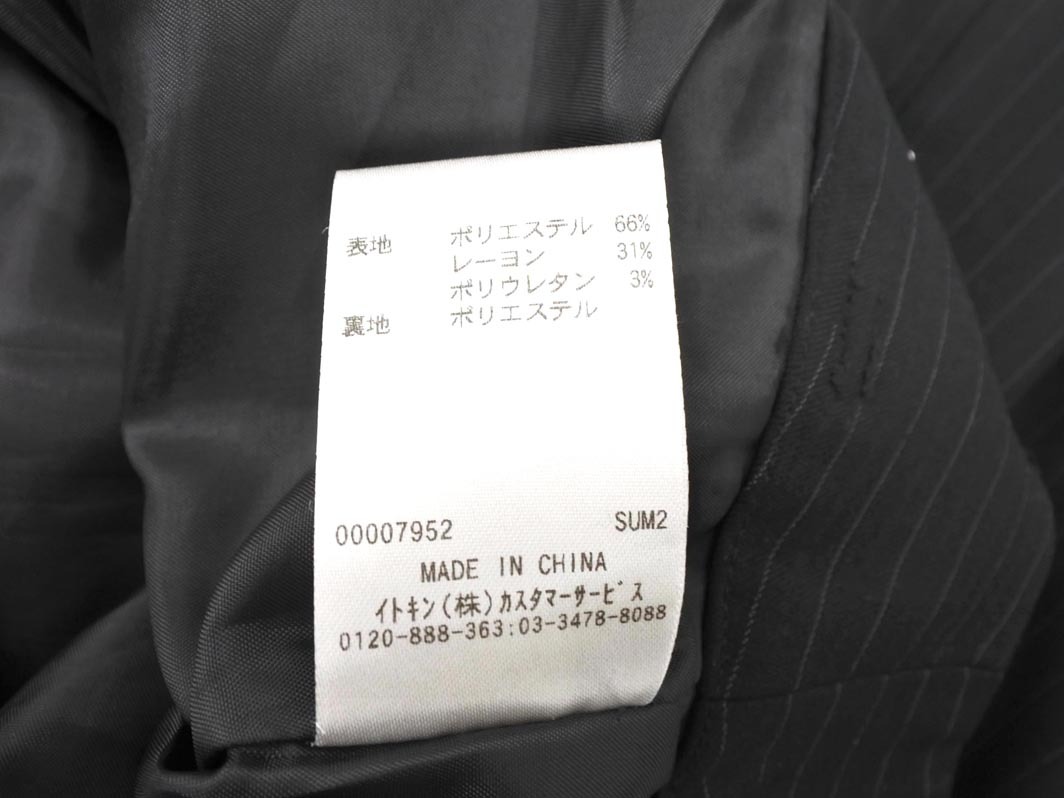 表地 ポリエステル 66%
レーヨン 31%
ポリウレタン 3%
裏地 ポリエステル
00007952 SUM2
MADE IN CHINA
イトキン(株)カスタマーサービス
0120-888-363:03-3478-8088